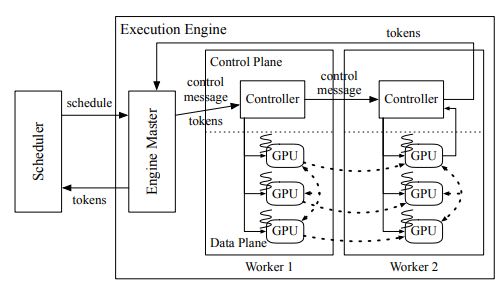 Execution Engine
tokens
Control Plane
control
message
tokens
control
message
schedule
Scheduler
Engine Master
Controller
Controller
tokens
GPU
GPU
GPU
GPU
GPU
GPU
Data Plane
Worker 1
Worker 2